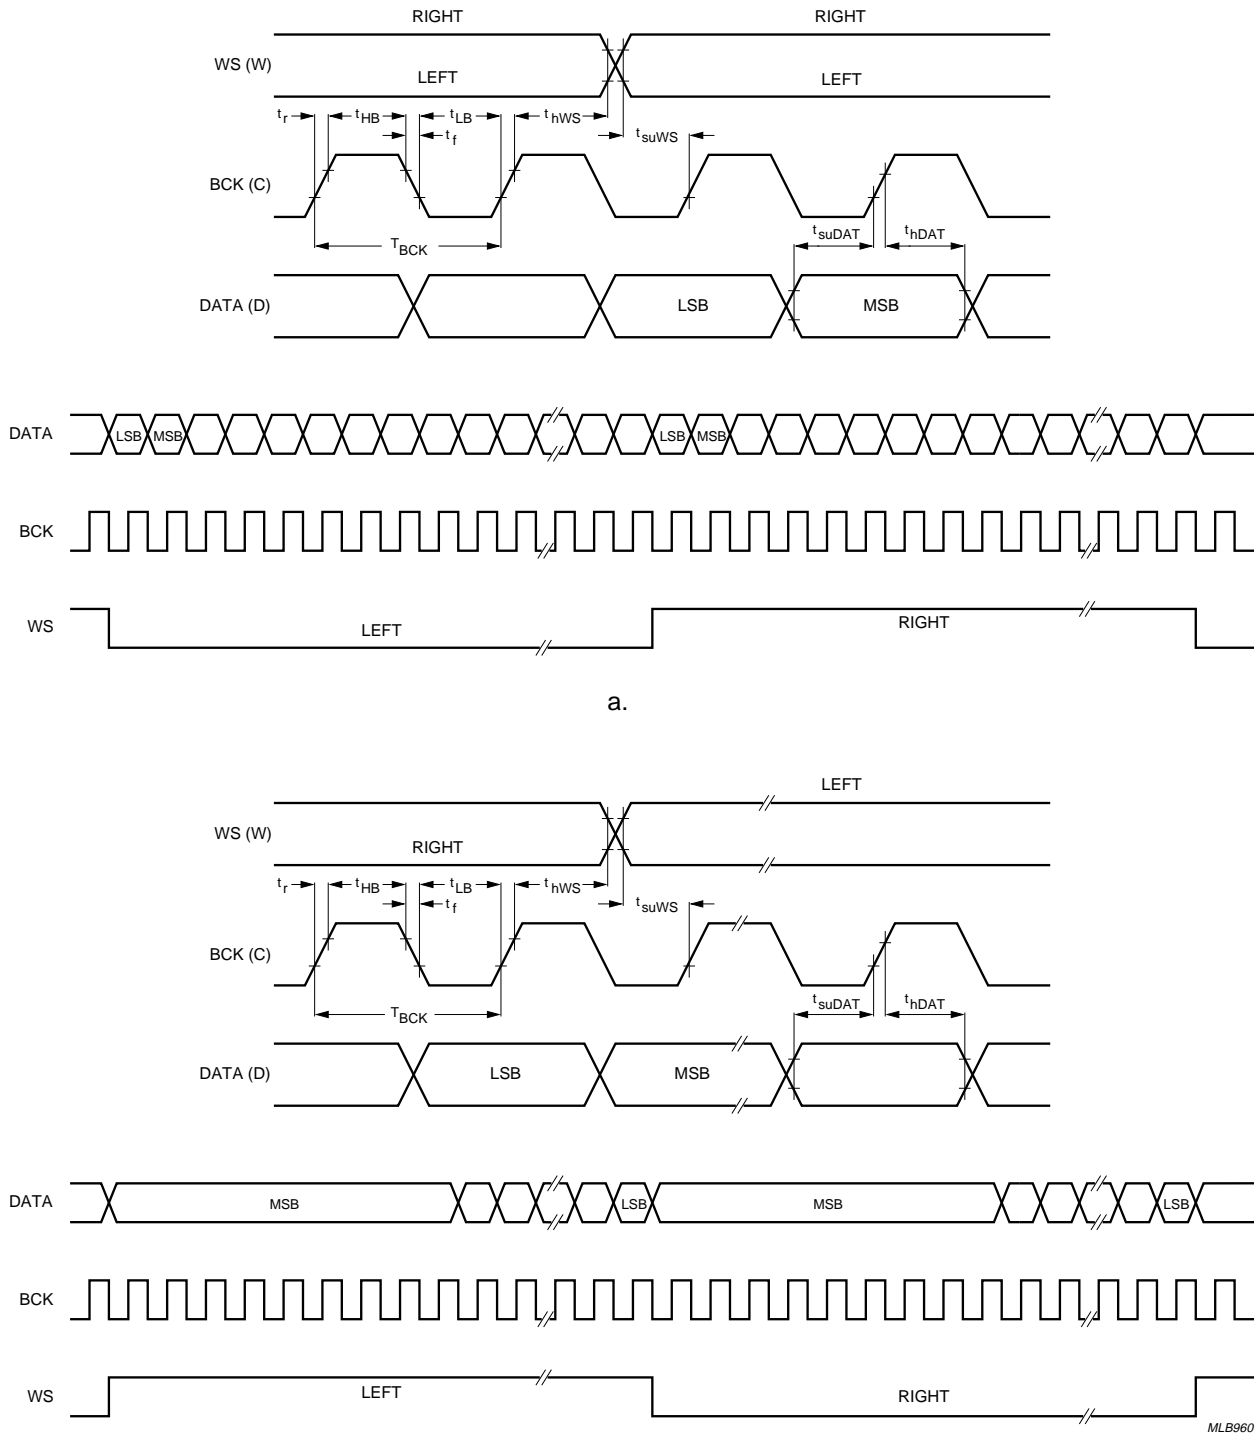 RIGHT RIGHT
WS (W)
LEFT LEFT
tr tHB tLB thWS
tf tsuWS
BCK (C)
tsuDAT thDAT
TBCK
DATA (D) LSB MSB
DATA LSB MSB LSB MSB
BCK
WS LEFT RIGHT
a.
LEFT
WS (W)
RIGHT
tr tHB tLB thWS
tf tsuWS
BCK (C)
tsuDAT thDAT
TBCK
DATA (D) LSB MSB
DATA MSB LSB MSB LSB
BCK
WS LEFT RIGHT
MLB960